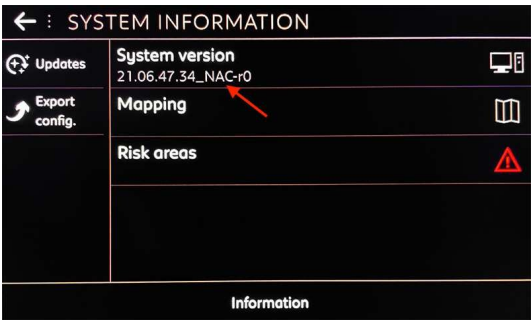 SYSTEM INFORMATION
Updates
Export
config.
System version
21.06.47.34_NAC-r0
Mapping
Risk areas
Information